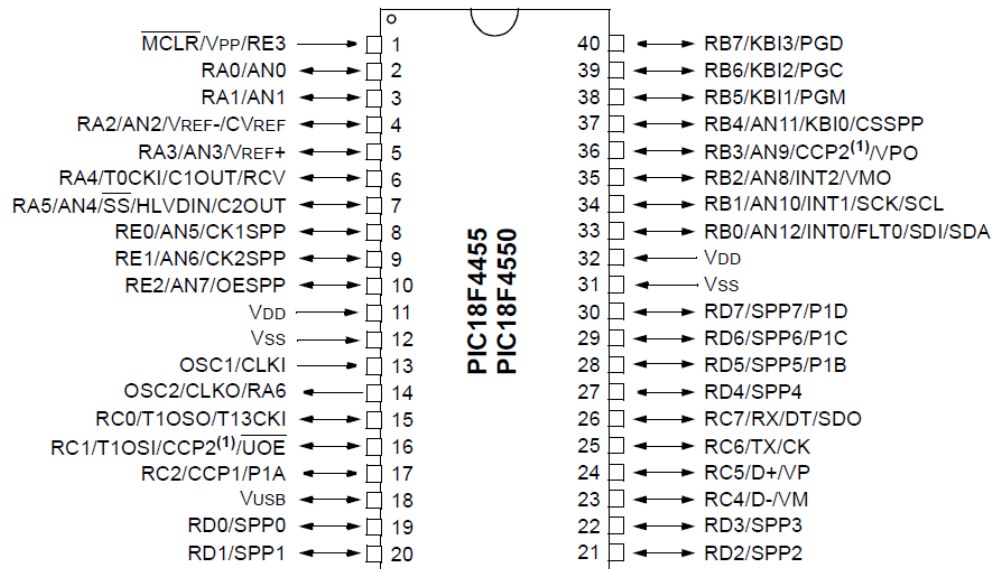 MCLR/VPP/RE3 1 40 RB7/KBI3/PGD
RA0/AN0 2 39 RB6/KBI2/PGC
RA1/AN1 3 38 RB5/KBI1/PGM
RA2/AN2/VREF-/CVREF 4 37 RB4/AN11/KBI0/CSSPP
RA3/AN3/VREF+ 5 36 RB3/AN9/CCP2(1)/VPO
RA4/T0CKI/C1OUT/RCV 6 35 RB2/AN8/INT2/VMO
RA5/AN4/SS/HLVDIN/C2OUT 7 34 RB1/AN10/INT1/SCK/SCL
RE0/AN5/CK1SPP 8 33 RB0/AN12/INT0/FLT0/SDI/SDA
RE1/AN6/CK2SPP 9 32 VDD
RE2/AN7/OESPP 10 31 VSS
VDD 11 30 RD7/SPP7/P1D
VSS 12 29 RD6/SPP6/P1C
OSC1/CLKI 13 28 RD5/SPP5/P1B
OSC2/CLKO/RA6 14 27 RD4/SPP4
RC0/T1OSO/T13CKI 15 26 RC7/RX/DT/SDO
RC1/T1OSI/CCP2(1)/UOE 16 25 RC6/TX/CK
RC2/CCP1/P1A 17 24 RC5/D+/VP
VUSB 18 23 RC4/D-/VM
RD0/SPP0 19 22 RD3/SPP3
RD1/SPP1 20 21 RD2/SPP2
PIC18F4455
PIC18F4550